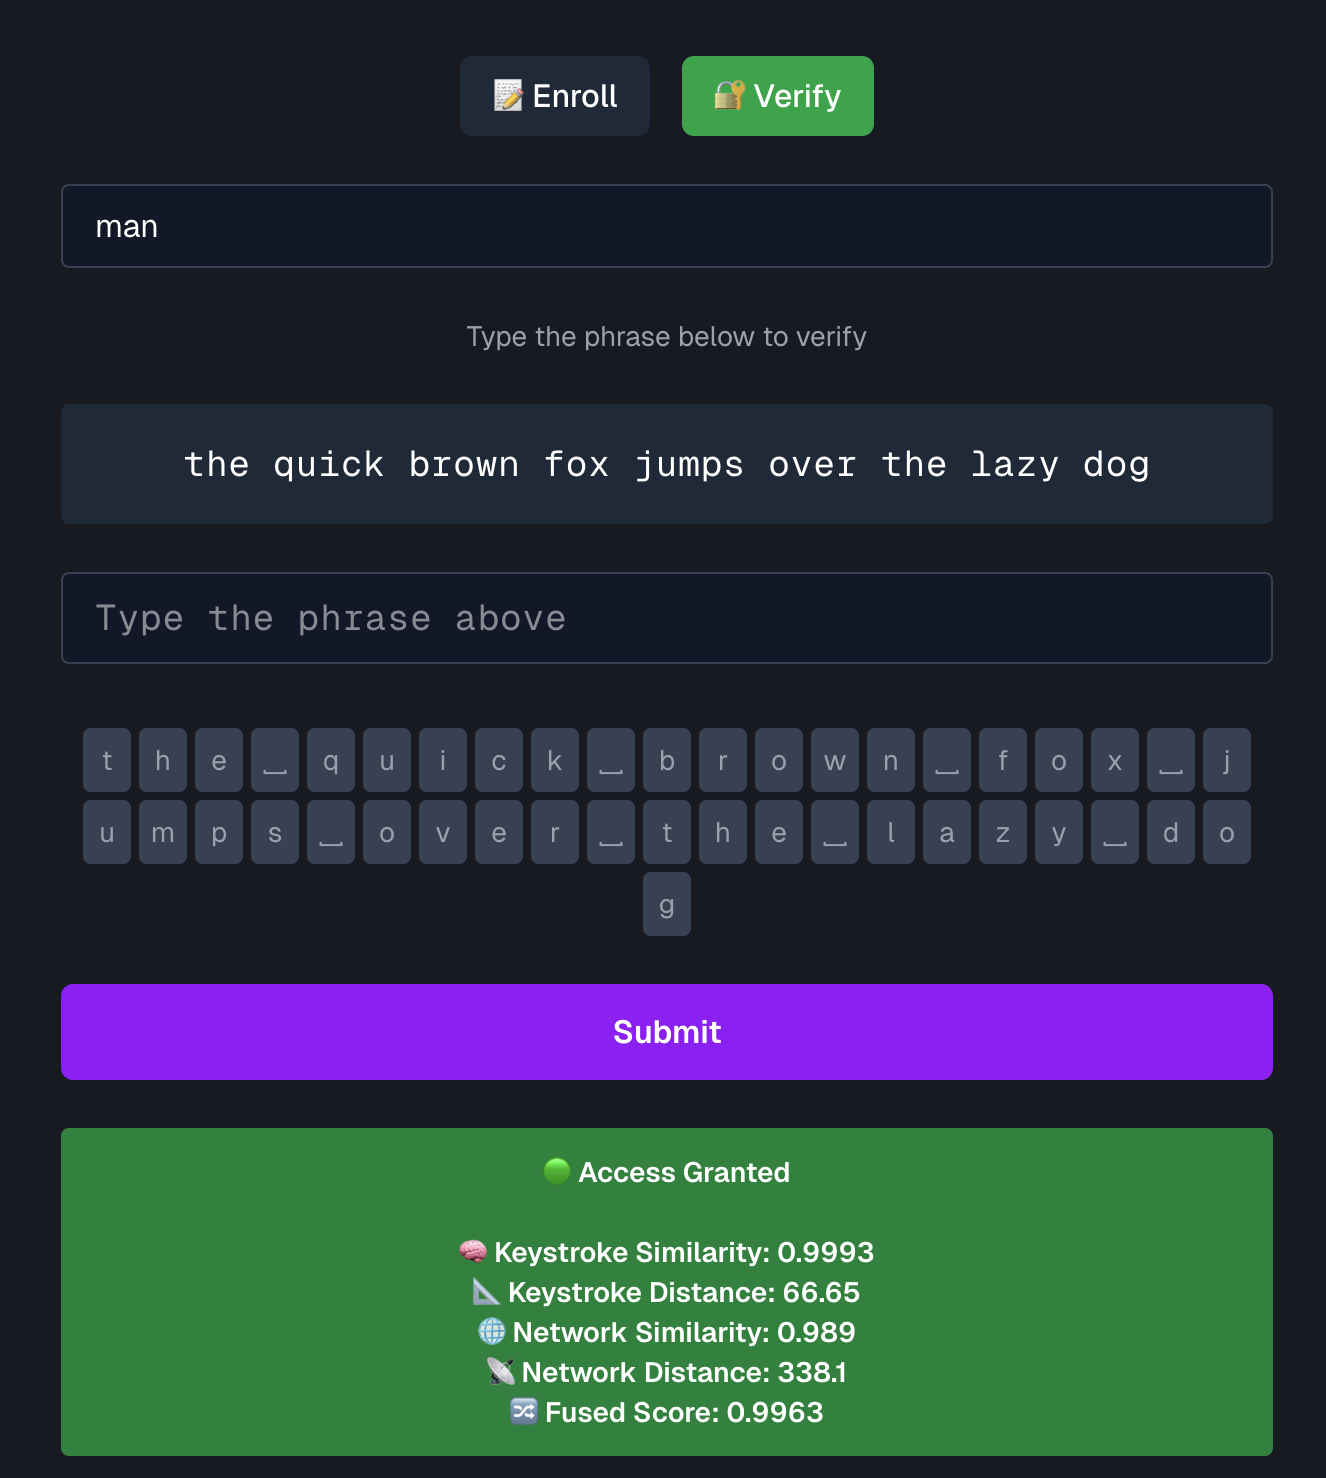 📝 Enroll
🔐 Verify
man
Type the phrase below to verify
the quick brown fox jumps over the lazy dog
Type the phrase above
t h e ⎵ q u i c k ⎵ b r o w n ⎵ f o x ⎵ j
u m p s ⎵ o v e r ⎵ t h e ⎵ l a z y ⎵ d o
g
Submit
🟢 Access Granted
🧠 Keystroke Similarity: 0.9993
📐 Keystroke Distance: 66.65
🌐 Network Similarity: 0.989
📡 Network Distance: 338.1
🔀 Fused Score: 0.9963